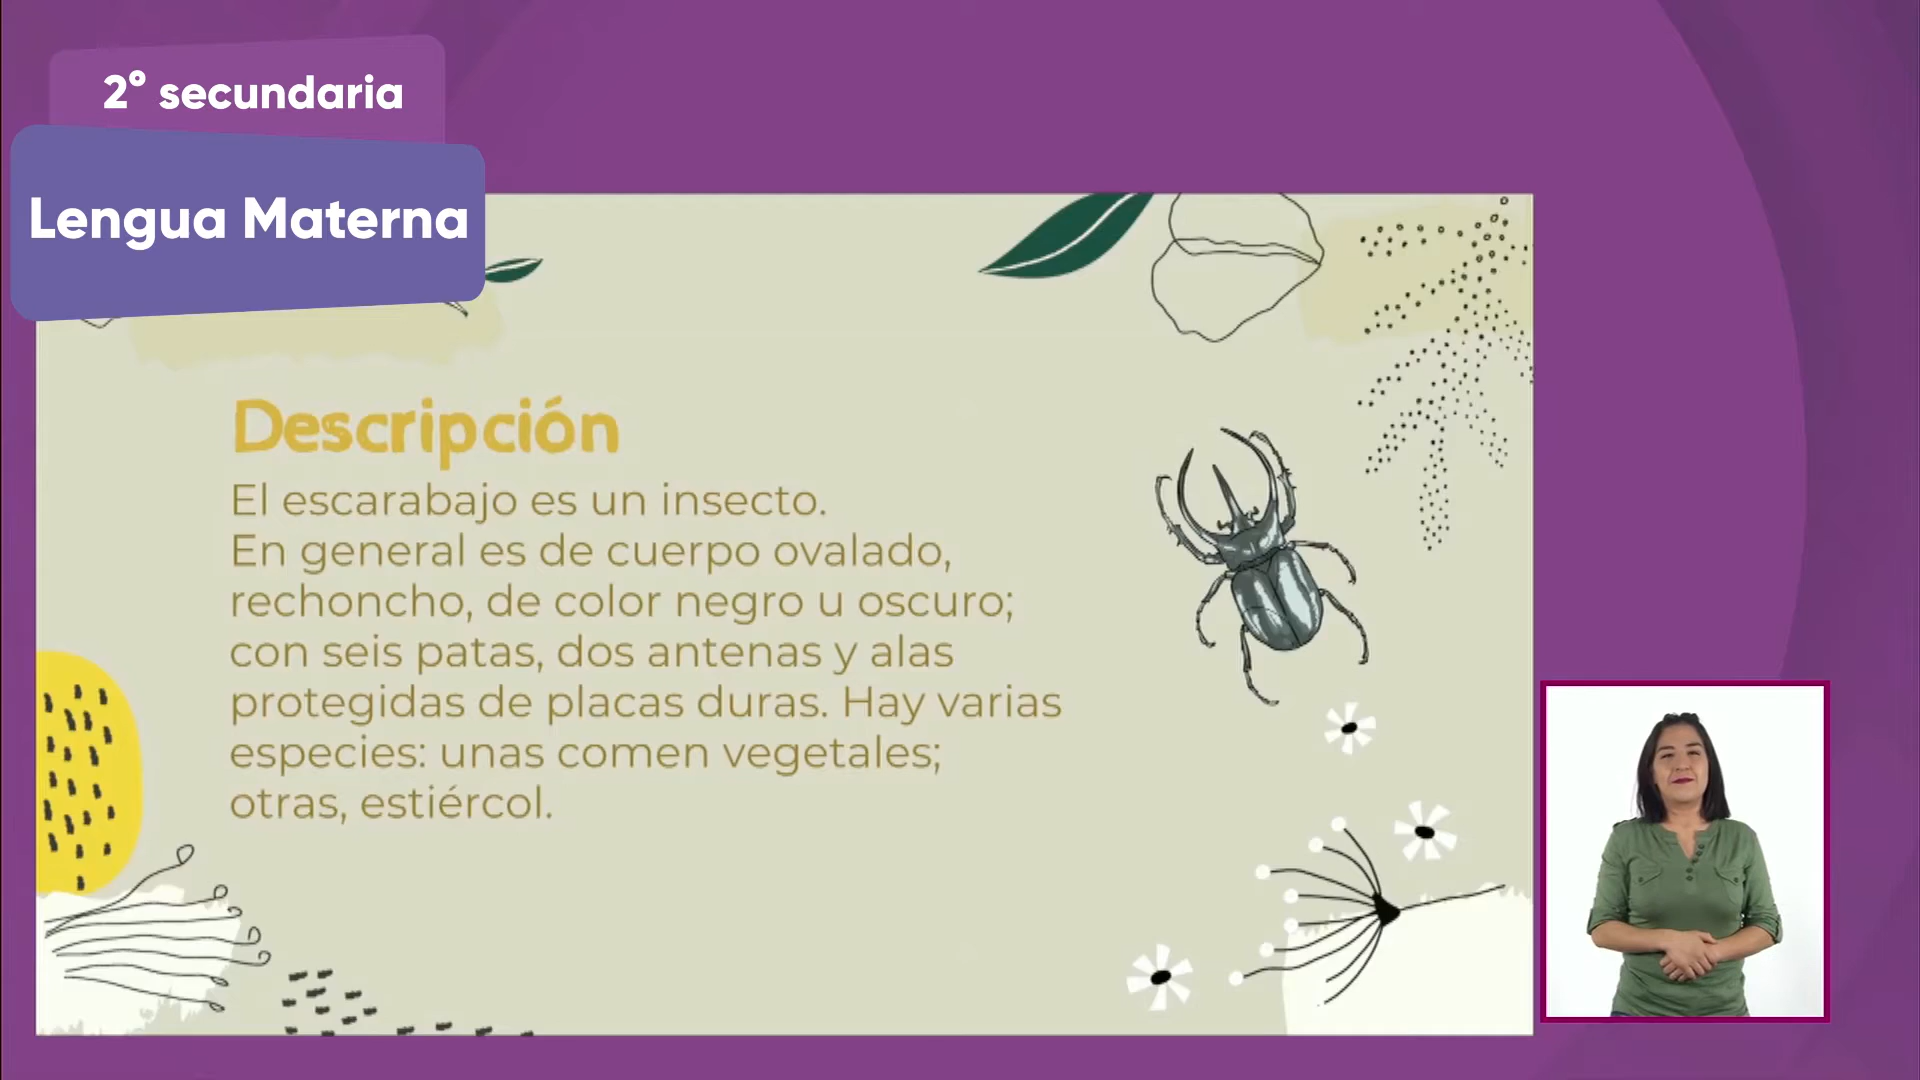 2° secundaria
Lengua Materna
Descripción
El escarabajo es un insecto.
En general es de cuerpo ovalado,
rechoncho, de color negro u oscuro;
con seis patas, dos antenas y alas
protegidas de placas duras. Hay varias
especies: unas comen vegetales;
otras, estiércol.